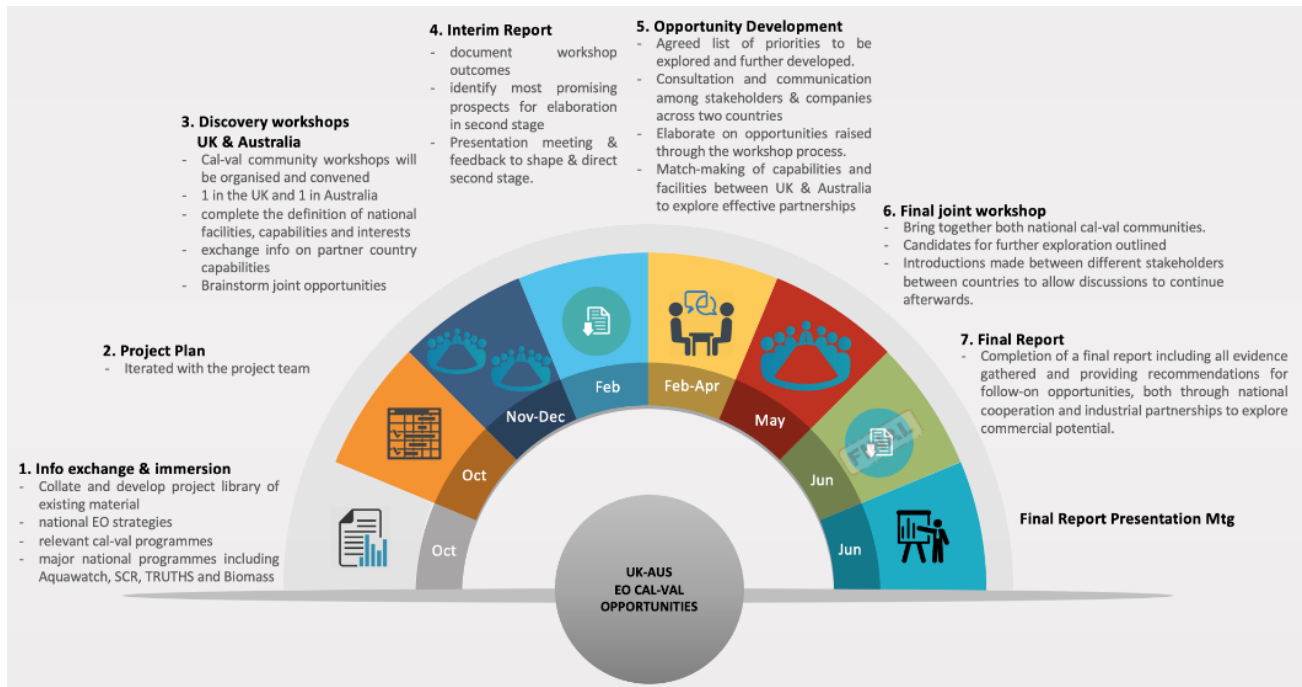 1. Info exchange & immersion
- Collate and develop project library of
existing material
- national EO strategies
- relevant cal-val programmes
- major national programmes including
Aquawatch, SCR, TRUTHS and Biomass
2. Project Plan
- Iterated with the project team
3. Discovery workshops
UK & Australia
- Cal-val community workshops will
be organised and convened
- 1 in the UK and 1 in Australia
- complete the definition of national
facilities, capabilities and interests
- exchange info on partner country
capabilities
- Brainstorm joint opportunities
4. Interim Report
- document workshop
outcomes
- identify most promising
prospects for elaboration
in second stage
- Presentation meeting &
feedback to shape & direct
second stage.
5. Opportunity Development
- Agreed list of priorities to be
explored and further developed.
- Consultation and communication
among stakeholders & companies
across two countries
- Elaborate on opportunities raised
through the workshop process.
- Match-making of capabilities and
facilities between UK & Australia
to explore effective partnerships
6. Final joint workshop
- Bring together both national cal-val communities.
- Candidates for further exploration outlined
- Introductions made between different stakeholders
between countries to allow discussions to continue
afterwards.
7. Final Report
- Completion of a final report including all evidence
gathered and providing recommendations for
follow-on opportunities, both through national
cooperation and industrial partnerships to explore
commercial potential.
Final Report Presentation Mtg
Oct
Oct
Nov-Dec
Feb
Feb-Apr
May
FINAL
Jun
Jun
UK-AUS
EO CAL-VAL
OPPORTUNITIES